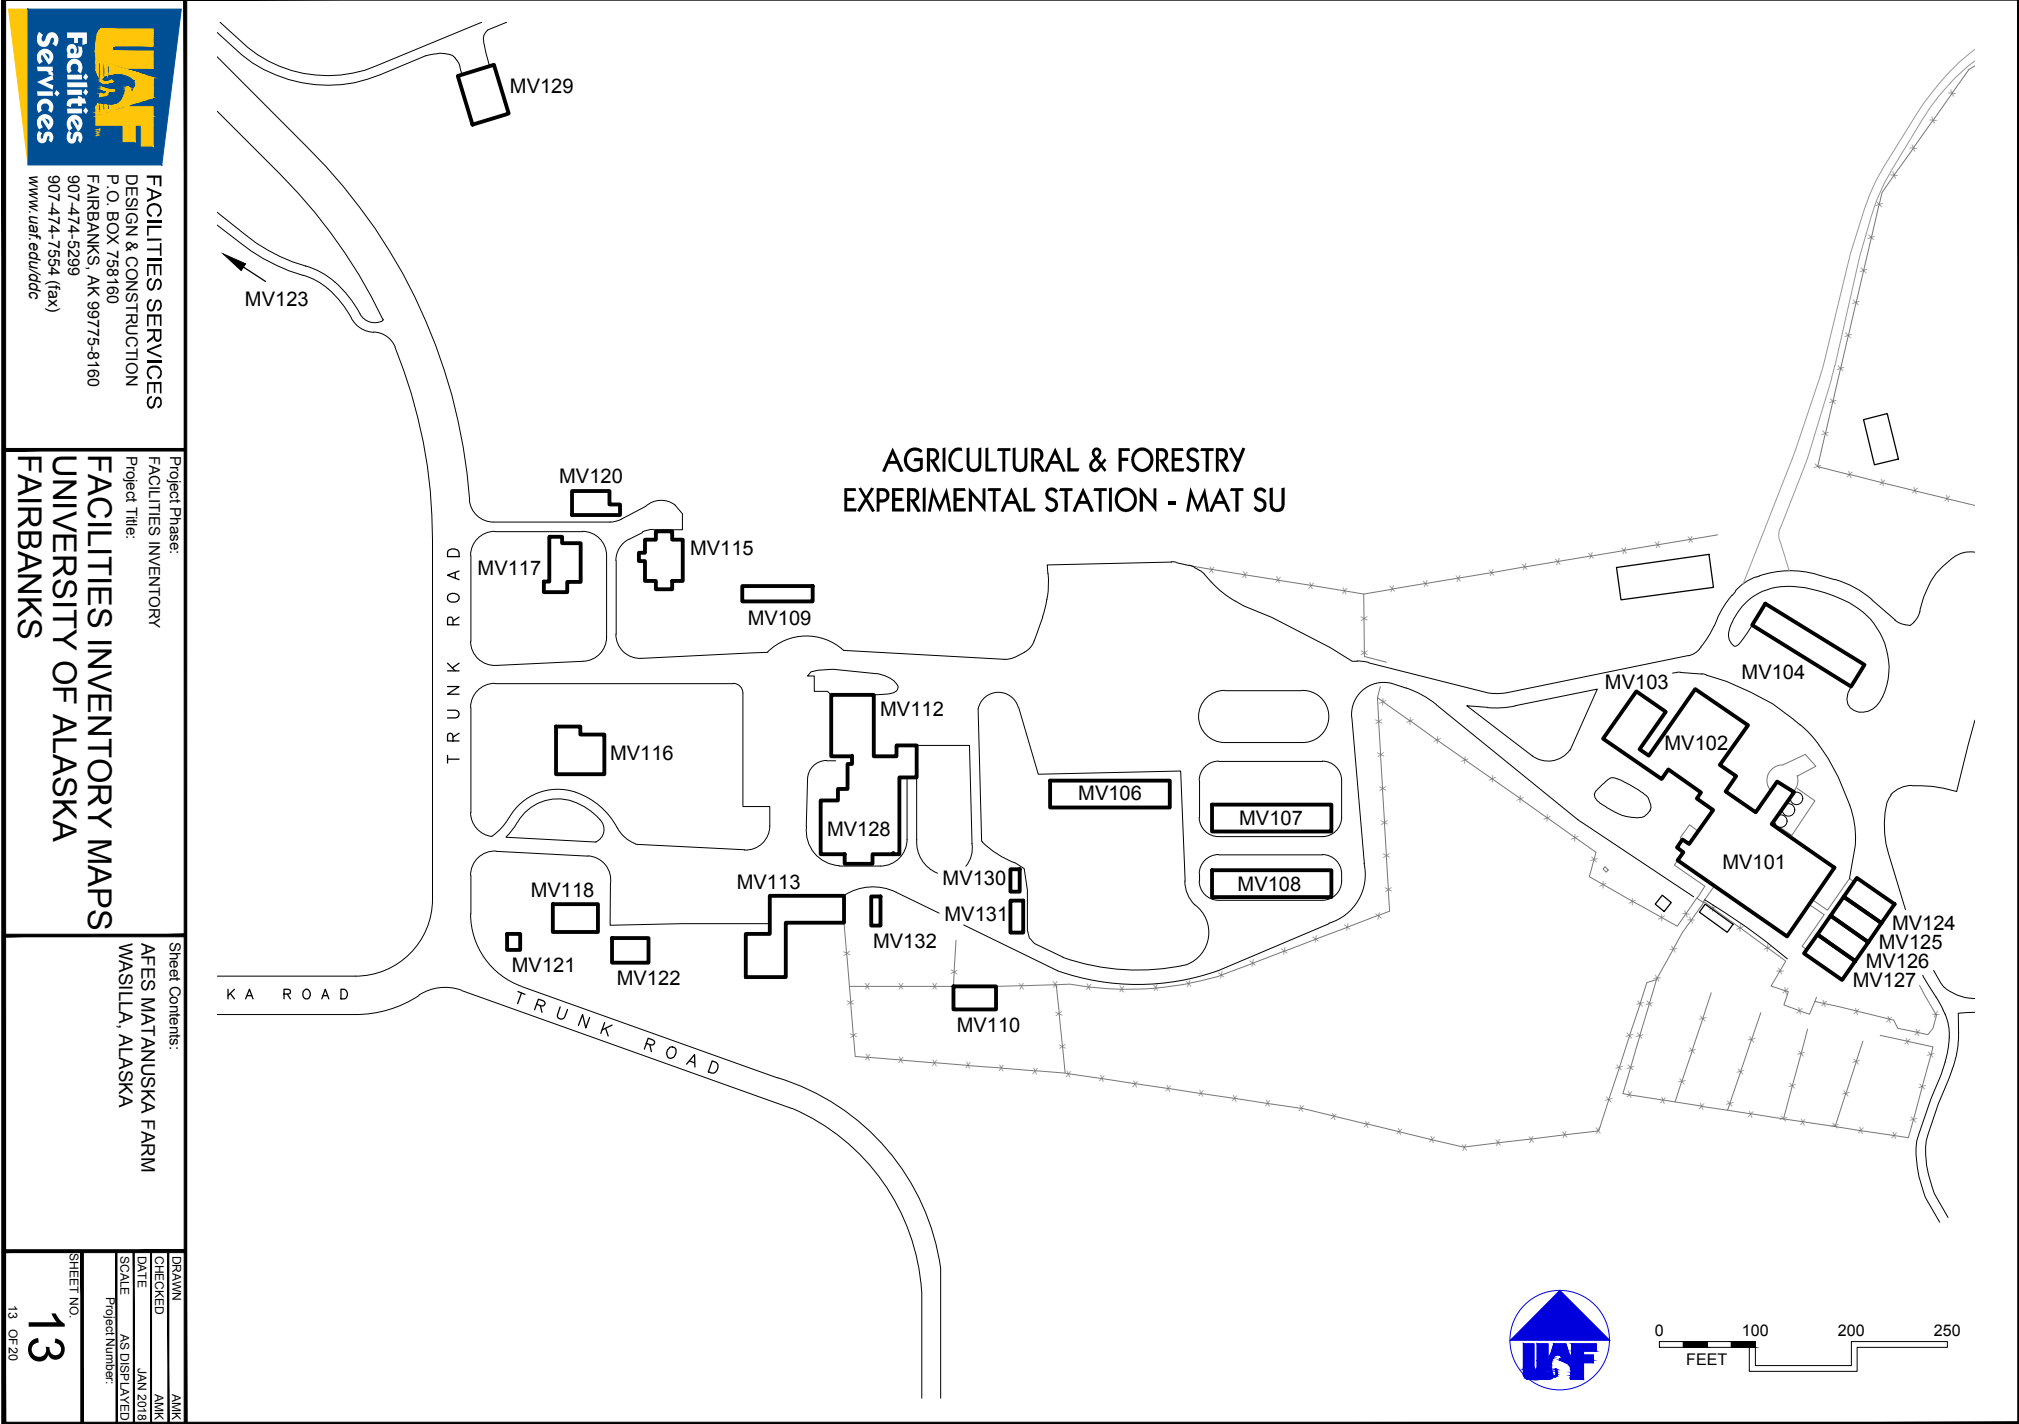 UAF
TM
Facilities
Services
FACILITIES SERVICES
DESIGN & CONSTRUCTION
P.O. BOX 758160
FAIRBANKS, AK 99775-8160
907-474-5299
907-474-7554 (fax)
www.uaf.edu/ddc
Project Phase:
FACILITIES INVENTORY
Project Title:
FACILITIES INVENTORY MAPS
UNIVERSITY OF ALASKA
FAIRBANKS
Sheet Contents:
AFES MATANUSKA FARM
WASILLA, ALASKA
DRAWN AMK
CHECKED AMK
DATE JAN 2018
SCALE AS DISPLAYED
Project Number:
SHEET NO.
13
13 OF 20
MV129
MV123
AGRICULTURAL & FORESTRY
EXPERIMENTAL STATION - MAT SU
MV120
MV117
MV115
MV109
TRUNK ROAD
TRUNK ROAD
MV104
MV103
MV102
MV112
MV116
MV106
MV107
MV128
MV101
MV130
MV108
MV113
MV118
MV131
MV132
MV121
MV122
MV124
MV125
MV126
MV127
KA ROAD
TRUNK ROAD
MV110
UAF
0 100 200 250
FEET